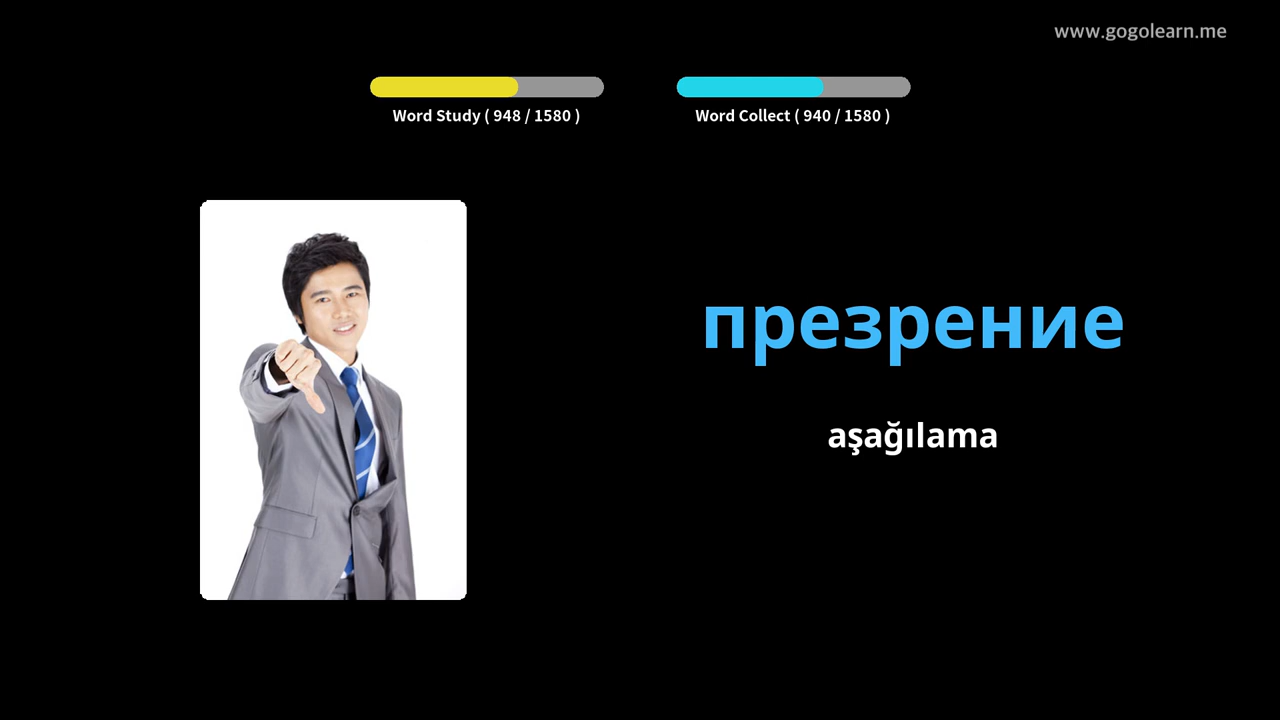 www.gogolearn.me
Word Study ( 948 / 1580 )
Word Collect ( 940 / 1580 )
презрение
aşağılama